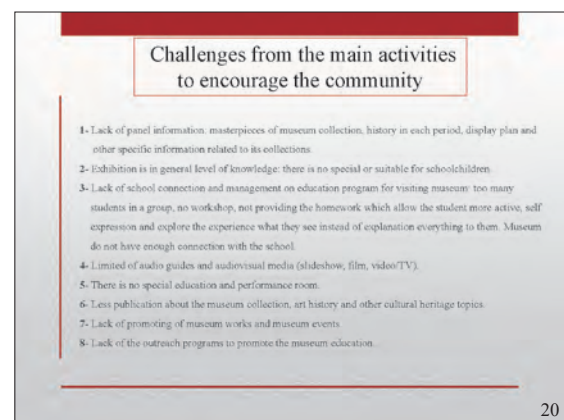 Challenges from the main activities
to encourage the community
1- Lack of panel information, masterpieces of museum collection, history in each period, display plan and
other specific information related to its collections.
2- Exhibition is in general level of knowledge: there is no special or suitable for schoolchildren.
3- Lack of school connection and management on education program for visiting museum: too many
students in a group, no workshop, not providing the homework which allow the student more active, self
expression and explore the experience what they see instead of explanation everything to them. Museum
do not have enough connection with the school.
4- Limited of audio guides and audiovisual media (slideshow, film, video/TV).
5- There is no special education and performance room.
6- Less publication about the museum collection, art history and other cultural heritage topics.
7- Lack of promoting of museum works and museum events.
8- Lack of the outreach programs to promote the museum education.
20